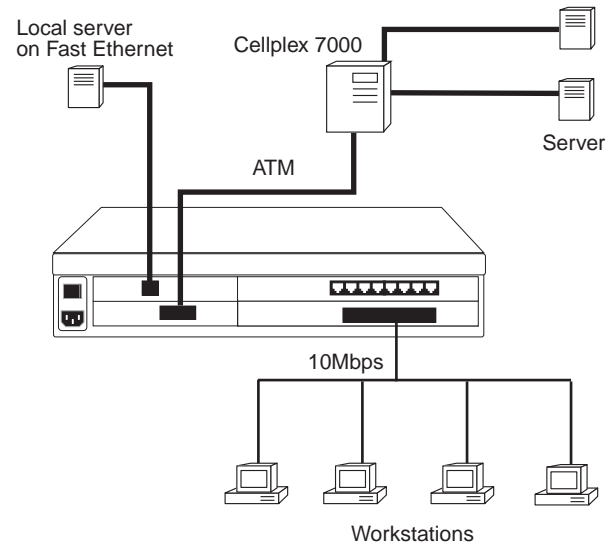 Local server
on Fast Ethernet
Cellplex 7000
Server
ATM
10Mbps
Workstations